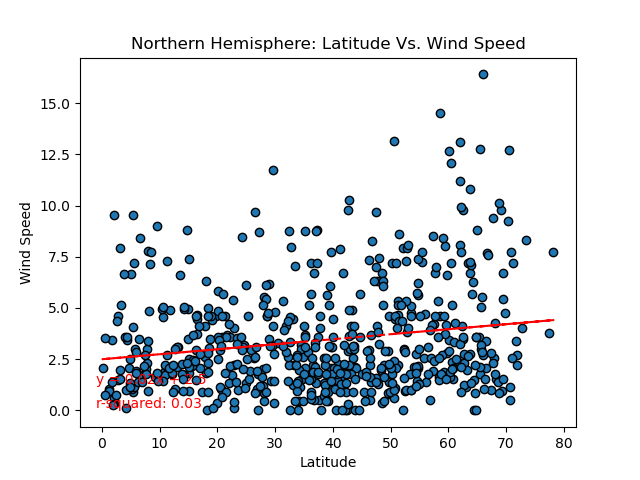 Northern Hemisphere: Latitude Vs. Wind Speed
Wind Speed
15.0
12.5
10.0
7.5
5.0
2.5
0.0
y =
r-squared: 0.03
0 10 20 30 40 50 60 70 80
Latitude